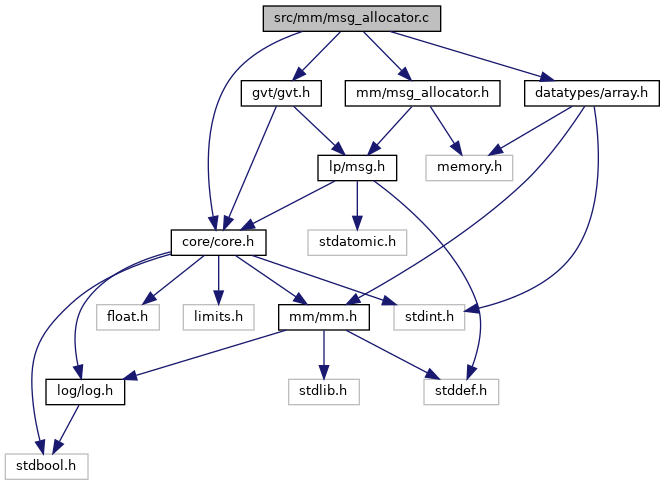 src/mm/msg_allocator.c
gvt/gvt.h
mm/msg_allocator.h
datatypes/array.h
lp/msg.h
memory.h
core/core.h
stdatomic.h
float.h
limits.h
mm/mm.h
stdint.h
log/log.h
stdlib.h
stddef.h
stdbool.h